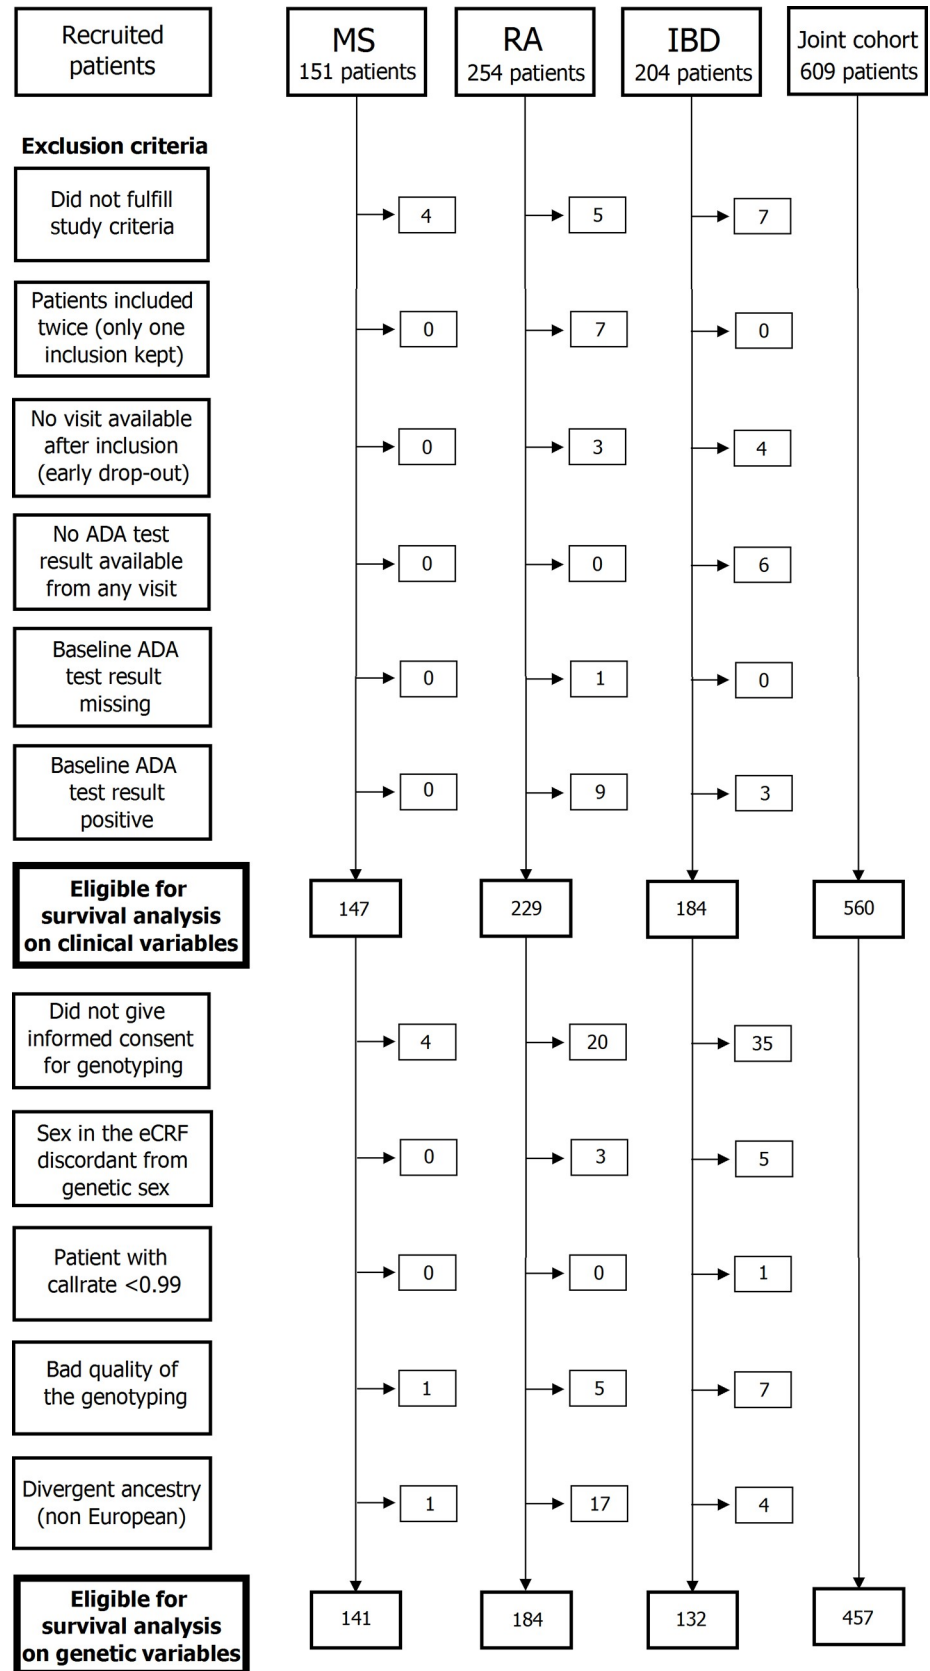 Recruited
patients
MS
151 patients
RA
254 patients
IBD
204 patients
Joint cohort
609 patients
Exclusion criteria
Did not fulfill
study criteria
4
5
7
Patients included
twice (only one
inclusion kept)
0
7
0
No visit available
after inclusion
(early drop-out)
0
3
4
No ADA test
result available
from any visit
0
0
6
Baseline ADA
test result
missing
0
1
0
Baseline ADA
test result
positive
0
9
3
Eligible for
survival analysis
on clinical variables
147
229
184
560
Did not give
informed consent
for genotyping
4
20
35
Sex in the eCRF
discordant from
genetic sex
0
3
5
Patient with
callrate <0.99
0
0
1
Bad quality of
the genotyping
1
5
7
Divergent ancestry
(non European)
1
17
4
Eligible for
survival analysis
on genetic variables
141
184
132
457